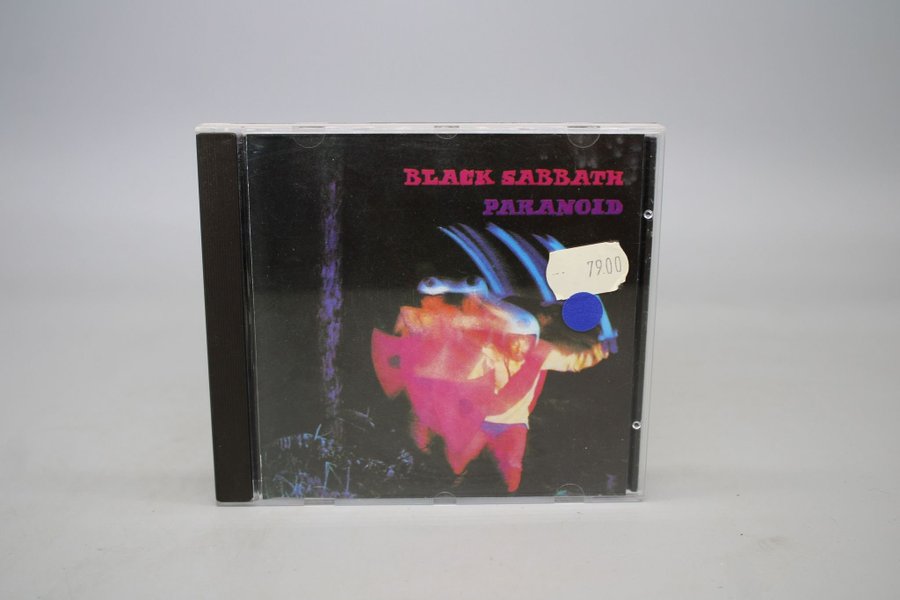 BLACK SABBATH
PARANOID
79.00